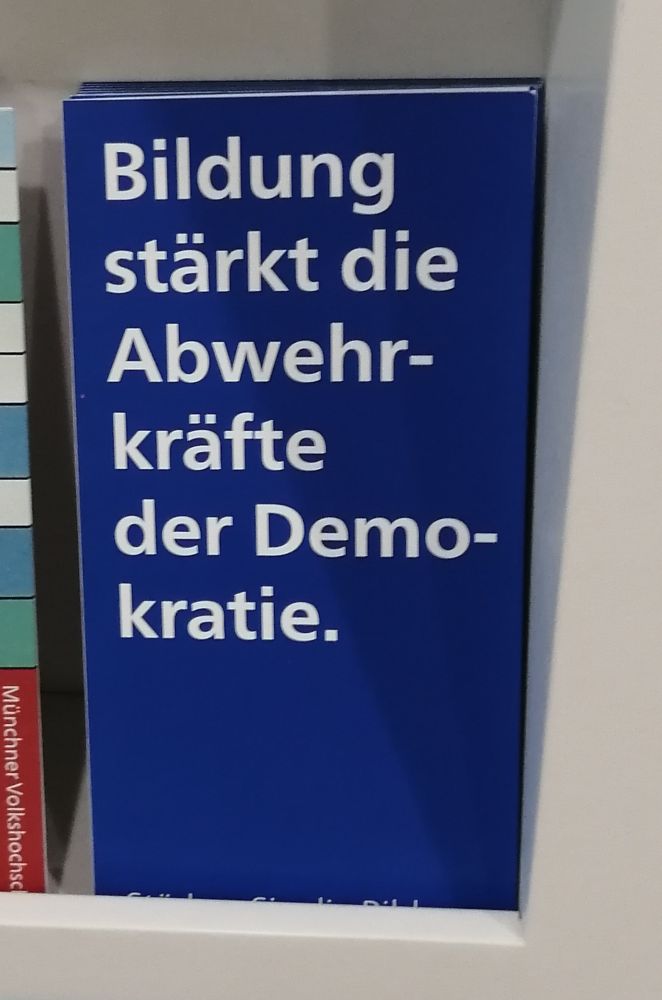 Bildung
stärkt die
Abwehr-
kräfte
der Demo-
kratie.
Münchner Volkshochsc